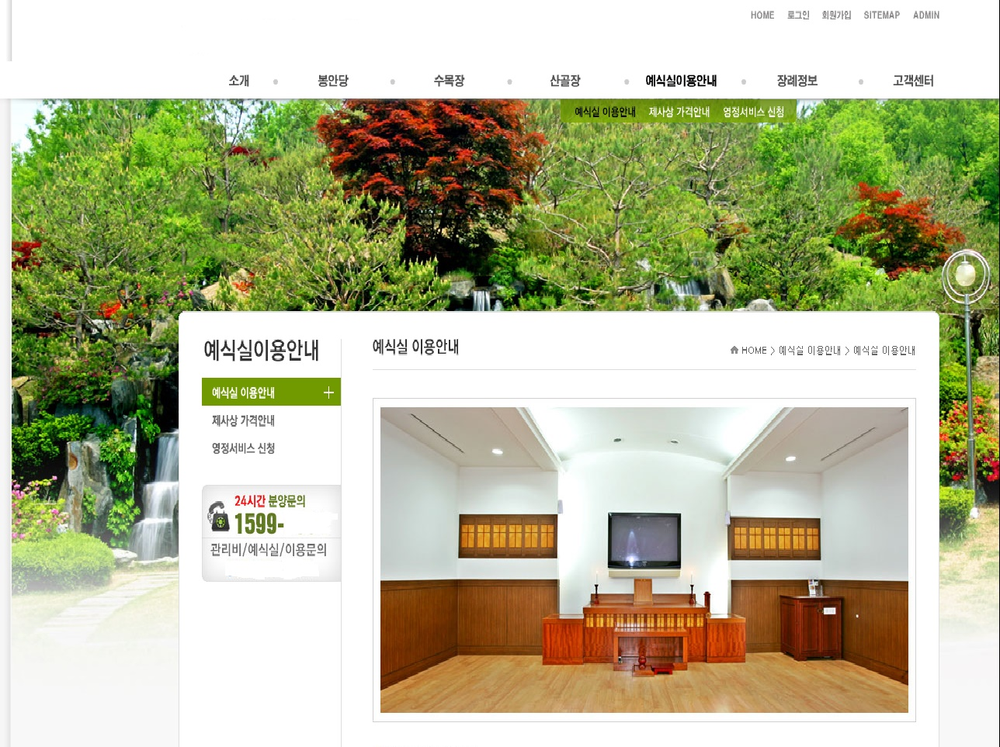 HOME 로그인 회원가입 SITEMAP ADMIN
소개 봉안당 수목장 산골장 예식실이용안내 장례정보 고객센터
예식실 이용안내 제사상 가격안내 영정서비스 신청
예식실이용안내
예식실 이용안내
제사상 가격안내
영정서비스 신청
24시간 분양문의
1599-
관리비/예식실/이용문의
예식실 이용안내
HOME > 예식실 이용안내 > 예식실 이용안내